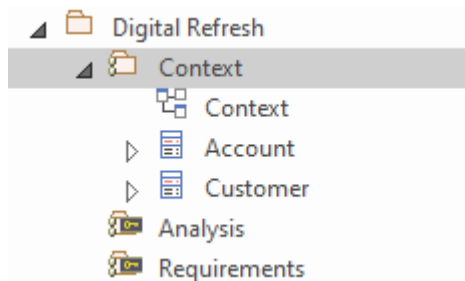 Digital Refresh
Context
Context
Account
Customer
Analysis
Requirements